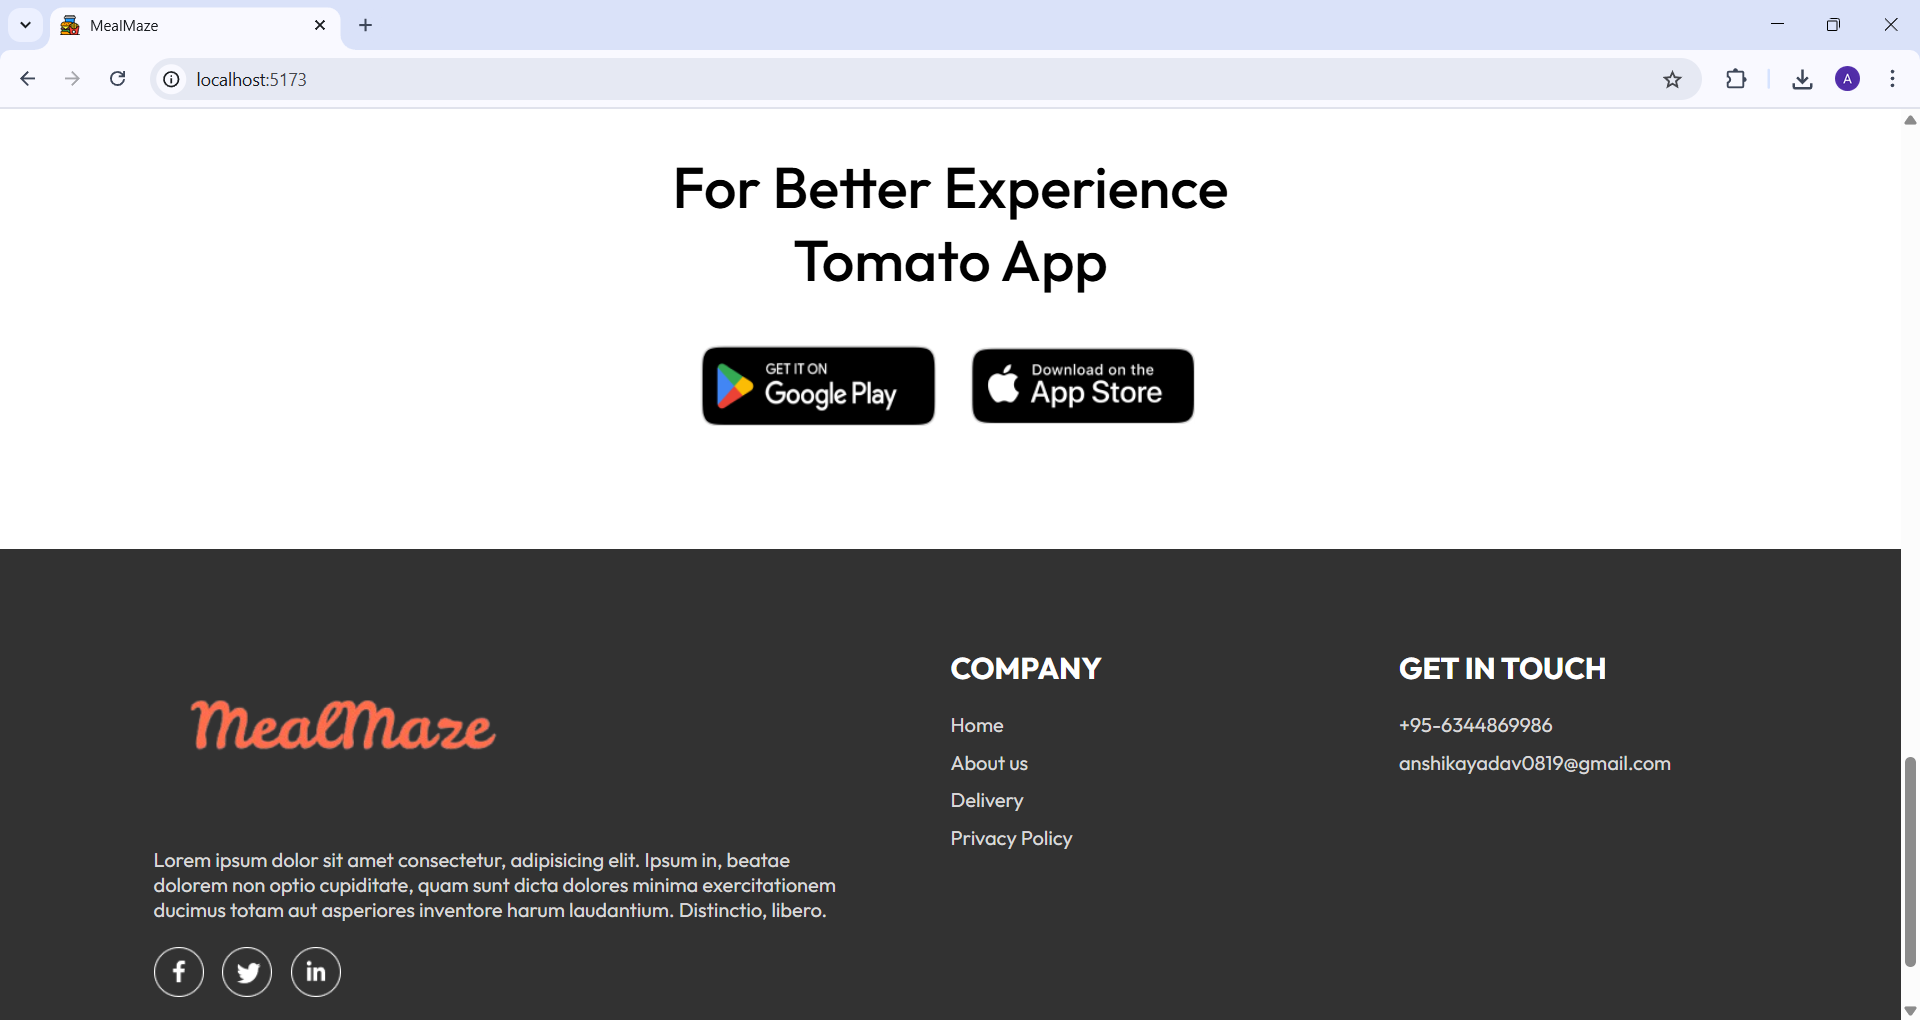 MealMaze
localhost:5173
A
For Better Experience
Tomato App
GET IT ON
Google Play
Download on the
App Store
MealMaze
Lorem ipsum dolor sit amet consectetur, adipisicing elit. Ipsum in, beatae
dolorem non optio cupiditate, quam sunt dicta dolores minima exercitationem
ducimus totam aut asperiores inventore harum laudantium. Distinctio, libero.
f
in
COMPANY
Home
About us
Delivery
Privacy Policy
GET IN TOUCH
+95-6344869986
anshikayadav0819@gmail.com